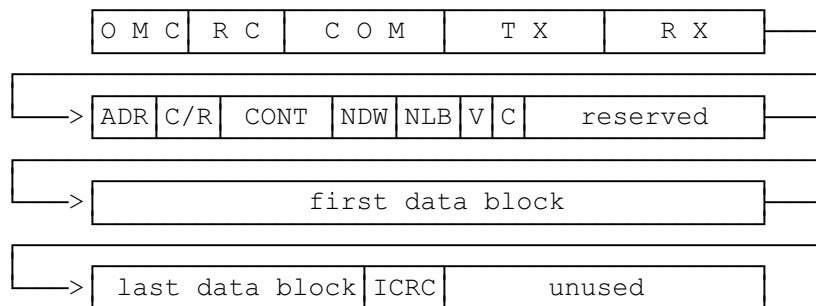 O M C R C C O M T X R X
> ADR C/R CONT NDW NLB V C reserved
> first data block
> last data block ICRC unused